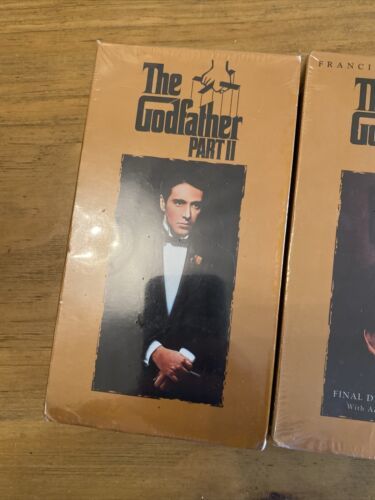 The
Godfather
PART II
FRANCI
Th
Go
FINAL D
With A